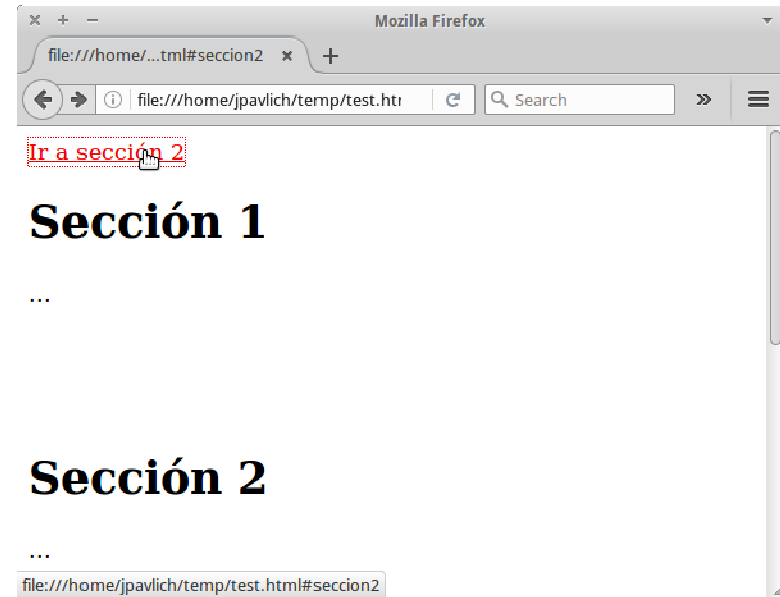 Mozilla Firefox
file:///home/...tml#seccion2
file:///home/jpavlich/temp/test.ht
Search
Ir a sección 2
Sección 1
...
Sección 2
...
file:///home/jpavlich/temp/test.html#seccion2